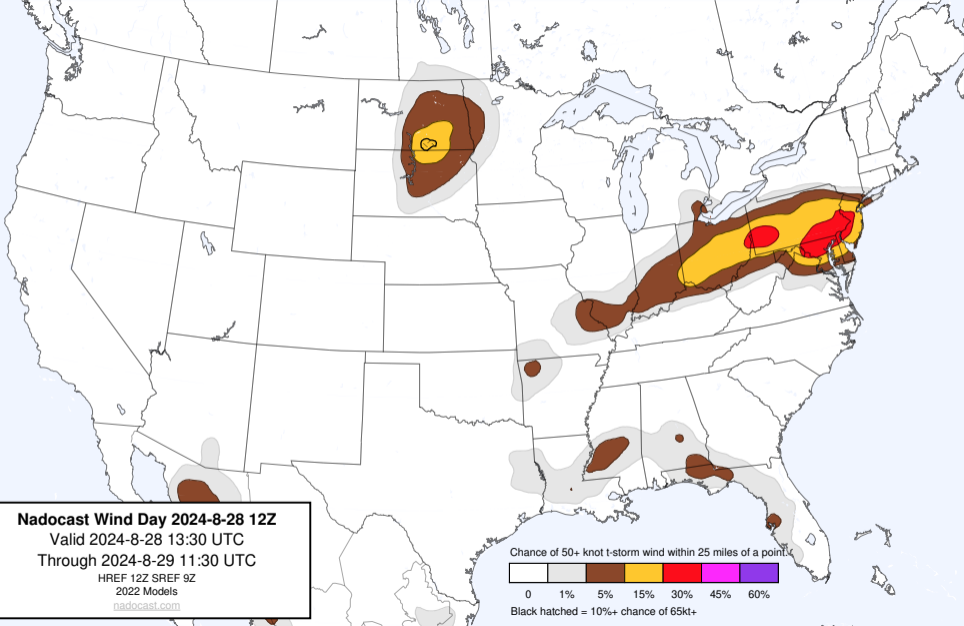 Nadocast Wind Day 2024-8-28 12Z
Valid 2024-8-28 13:30 UTC
Through 2024-8-29 11:30 UTC
HREF 12Z SREF 9Z
2022 Models
nadocast.com
Chance of 50+ knot t-storm wind within 25 miles of a point.
0 1% 5% 15% 30% 45% 60%
Black hatched = 10%+ chance of 65kt+